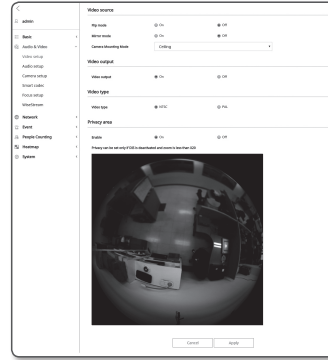 Video source
admin
Flip mode On Off
Mirror mode On Off
Camera Mounting Mode Ceiling
Basic
Audio & Video
Video setup
Audio setup
Camera setup
Smart codec
Focus setup
WiseStream
Network
Event
People Counting
Heatmap
System
Video output
Video output On Off
Video type
Video type NTSC PAL
Privacy area
Enable On Off
Privacy can be set only if DIS is deactivated and zoom is less than X20
Cancel Apply